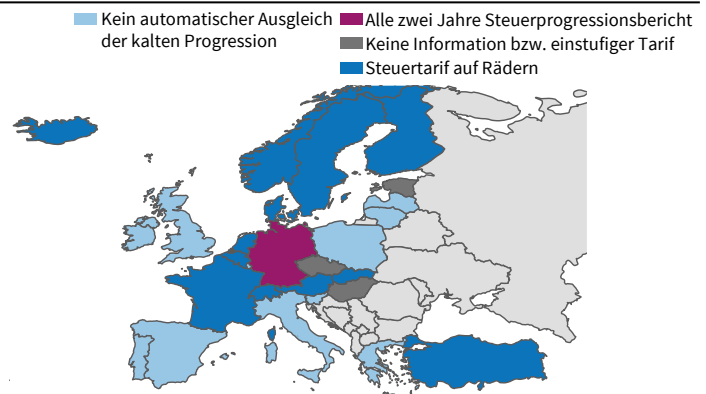 Kein automatischer Ausgleich
der kalten Progression
Alle zwei Jahre Steuerprogressionsbericht
Keine Information bzw. einstufiger Tarif
Steuertarif auf Rädern